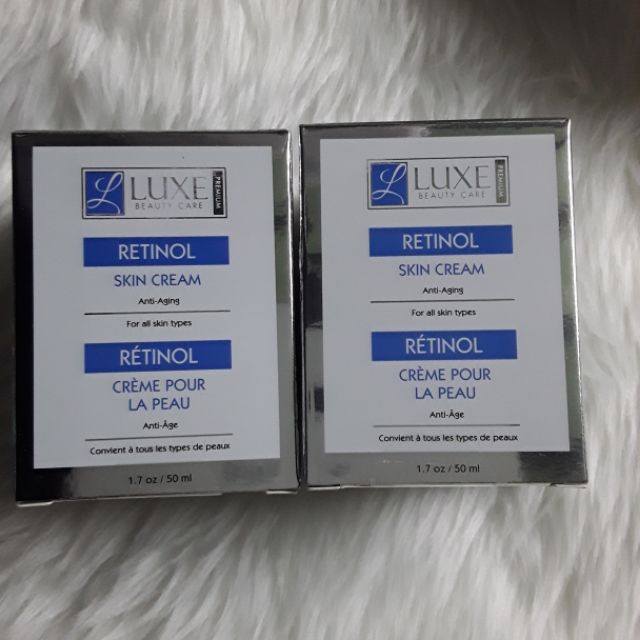 LUXE
PREMIUM
BEAUTY CARE
RETINOL
SKIN CREAM
Anti-Aging
For all skin types
RÉTINOL
CRÈME POUR
LA PEAU
Anti-Âge
Convient à tous les types de peaux
1.7 oz / 50 ml
LUXE
PREMIUM
BEAUTY CARE
RETINOL
SKIN CREAM
Anti-Aging
For all skin types
RÉTINOL
CRÈME POUR
LA PEAU
Anti-Âge
Convient à tous les types de peaux
1.7 oz / 50 ml